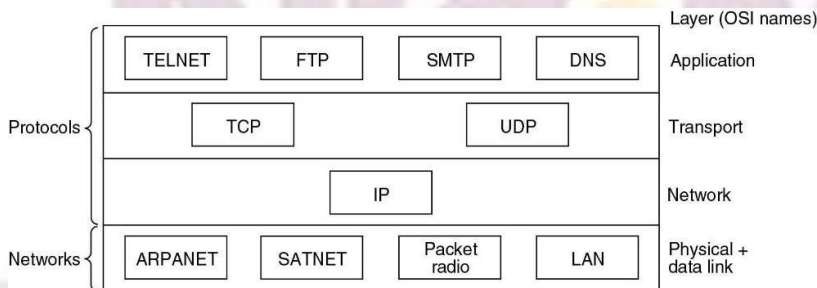 Layer (OSI names)
TELNET FTP SMTP DNS Application
Protocols
TCP UDP Transport
IP Network
Networks
ARPANET SATNET Packet radio LAN Physical + data link